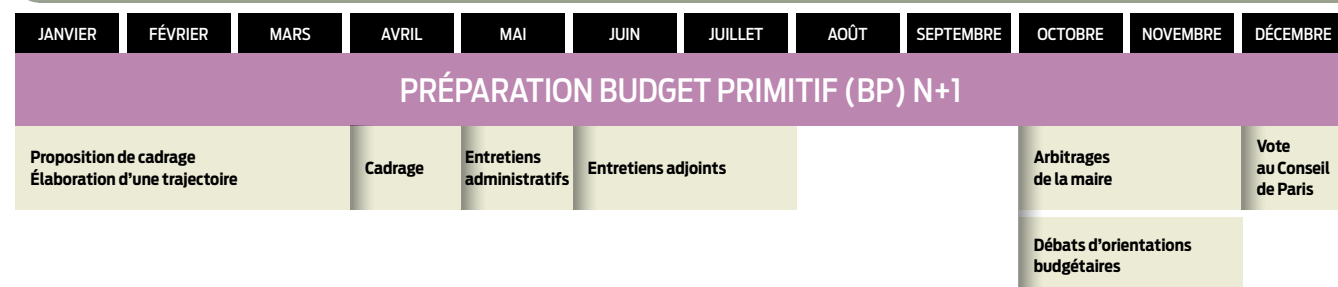 JANVIER FÉVRIER MARS AVRIL MAI JUIN JUILLET AOÛT SEPTEMBRE OCTOBRE NOVEMBRE DÉCEMBRE
PRÉPARATION BUDGET PRIMITIF (BP) N+1
Proposition de cadrage
Élaboration d'une trajectoire
Cadrage
Entretiens
administratifs
Entretiens adjoints
Arbitrages
de la maire
Vote
au Conseil
de Paris
Débats d'orientations
budgétaires